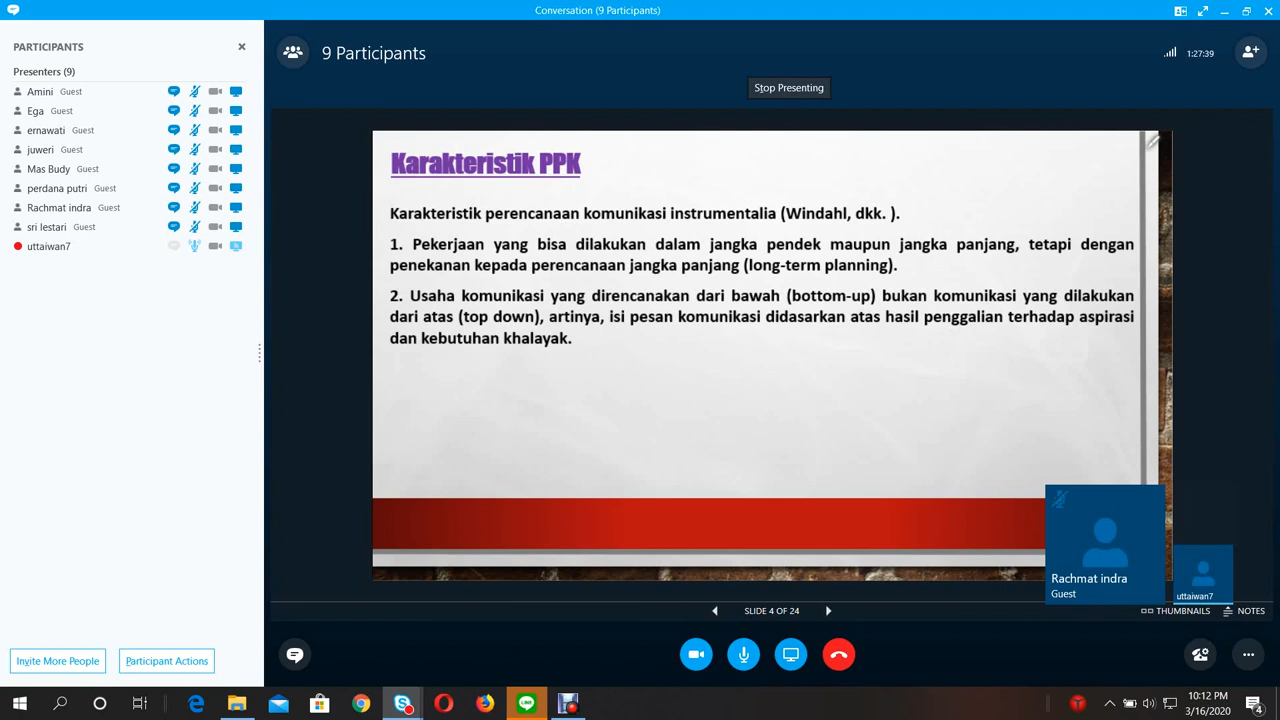 Conversation (9 Participants)
PARTICIPANTS
Presenters (9)
Amini Guest
Ega Guest
ernawati Guest
juweri Guest
Mas Budy Guest
perdana putri Guest
Rachmat indra Guest
sri lestari Guest
uttaiwan7
Invite More People
Participant Actions
9 Participants
1:27:39
Stop Presenting
Karakteristik PPK
Karakteristik perencanaan komunikasi instrumentalia (Windahl, dkk. ).
1. Pekerjaan yang bisa dilakukan dalam jangka pendek maupun jangka panjang, tetapi dengan
penekanan kepada perencanaan jangka panjang (long-term planning).
2. Usaha komunikasi yang direncanakan dari bawah (bottom-up) bukan komunikasi yang dilakukan
dari atas (top down), artinya, isi pesan komunikasi didasarkan atas hasil penggalian terhadap aspirasi
dan kebutuhan khalayak.
Rachmat indra
Guest
uttaiwan7
SLIDE 4 OF 24
THUMBNAILS
NOTES
10:12 PM
3/16/2020
4